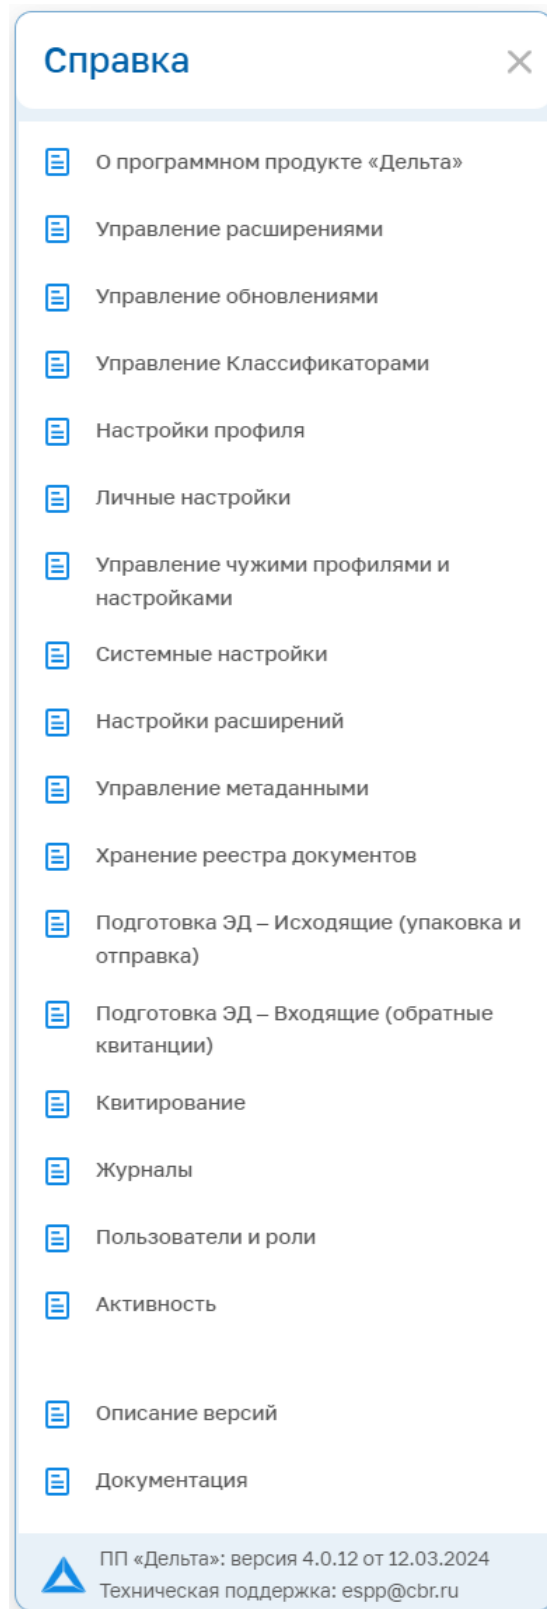 Справка
О программном продукте «Дельта»
Управление расширениями
Управление обновлениями
Управление Классификаторами
Настройки профиля
Личные настройки
Управление чужими профилями и
настройками
Системные настройки
Настройки расширений
Управление метаданными
Хранение реестра документов
Подготовка ЭД – Исходящие (упаковка и
отправка)
Подготовка ЭД – Входящие (обратные
квитанции)
Квитирование
Журналы
Пользователи и роли
Активность
Описание версий
Документация
ПП «Дельта»: версия 4.0.12 от 12.03.2024
Техническая поддержка: espp@cbr.ru